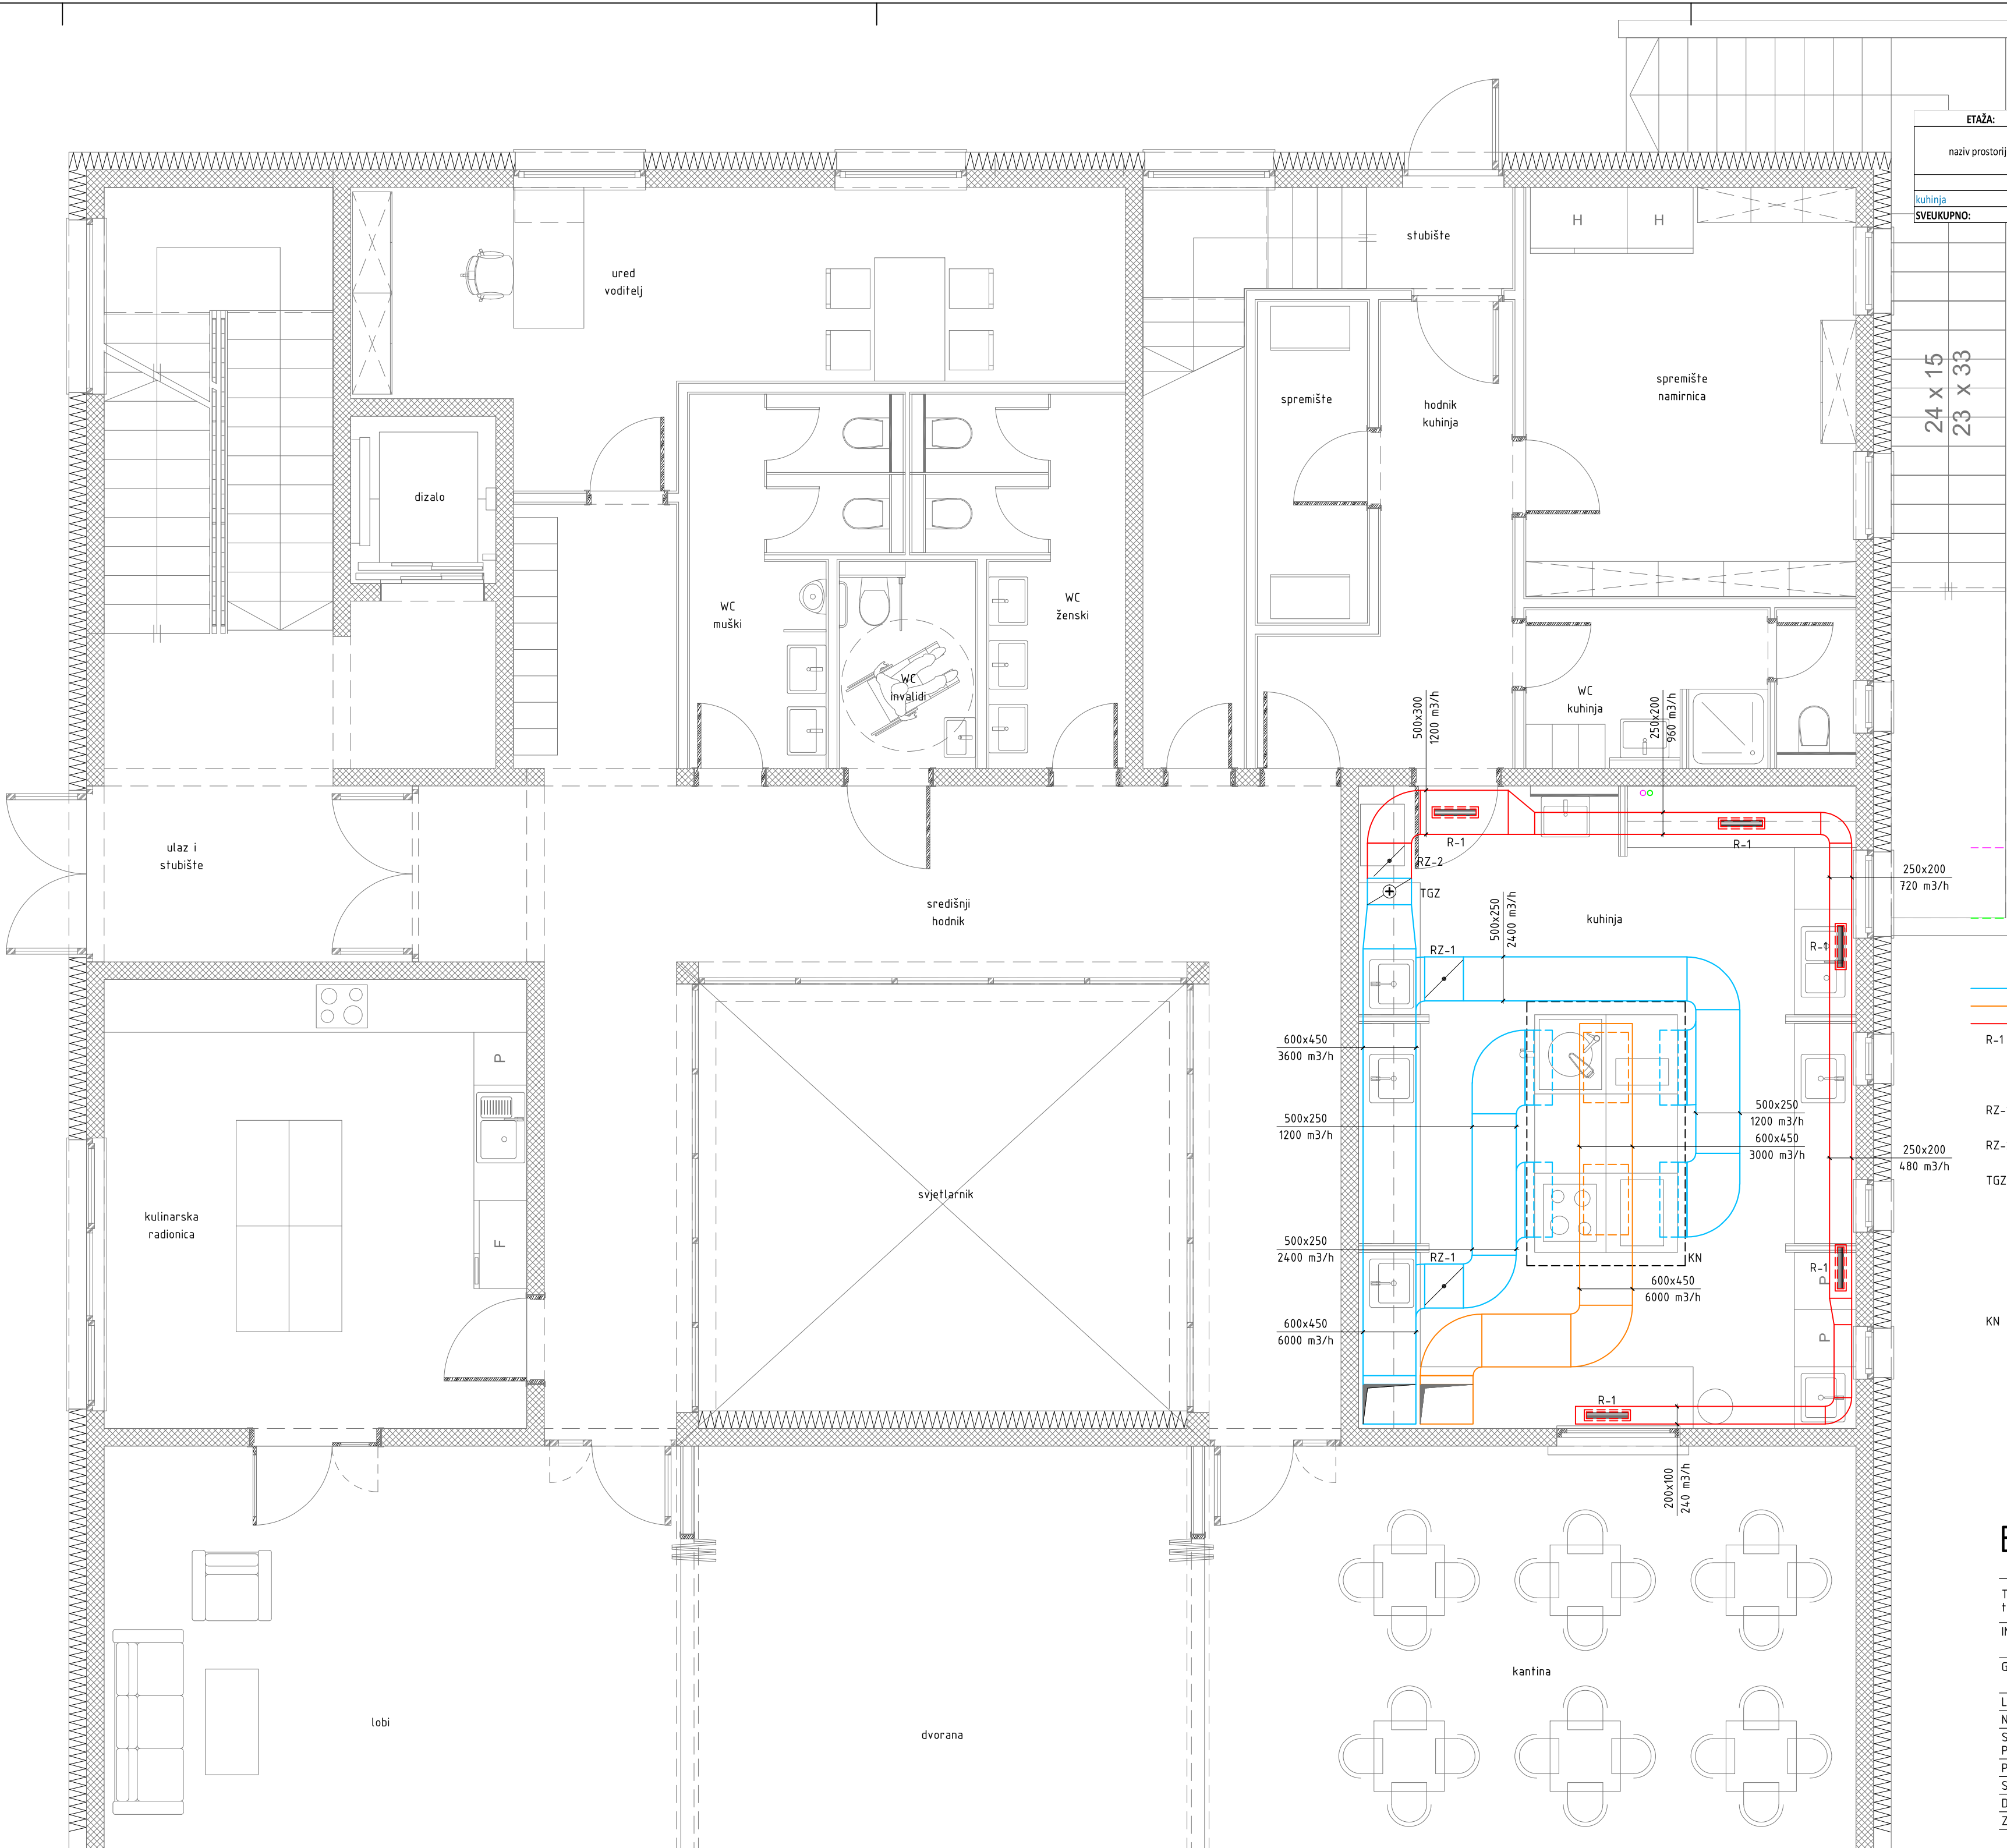 ETAŽA:
naziv prostorij
kuhinja
SVEUKUPNO:
H
H
stubište
ured
voditelj
spremište
hodnik
kuhinja
spremište
namirnica
24 x 15
23 x 33
dizalo
WC
muški
WC
ženski
WC
invalidi
WC
kuhinja
500x300
1200 m3/h
250x200
960 m3/h
ulaz i
stubište
središnji
hodnik
R-1
R-1
RZ-2
TGZ
250x200
720 m3/h
500x250
2400 m3/h
kuhinja
RZ-1
R-1
P
600x450
3600 m3/h
R-1
500x250
1200 m3/h
500x250
1200 m3/h
RZ-
600x450
3000 m3/h
250x200
480 m3/h
RZ-
TGZ
svjetlarnik
kulinarska
radionica
F
500x250
2400 m3/h
RZ-1
KN
R-1
P
600x450
6000 m3/h
600x450
6000 m3/h
P
KN
R-1
200x100
240 m3/h
kantina
lobi
dvorana
T
t
IN
G
L
N
S
P
P
S
D
Z